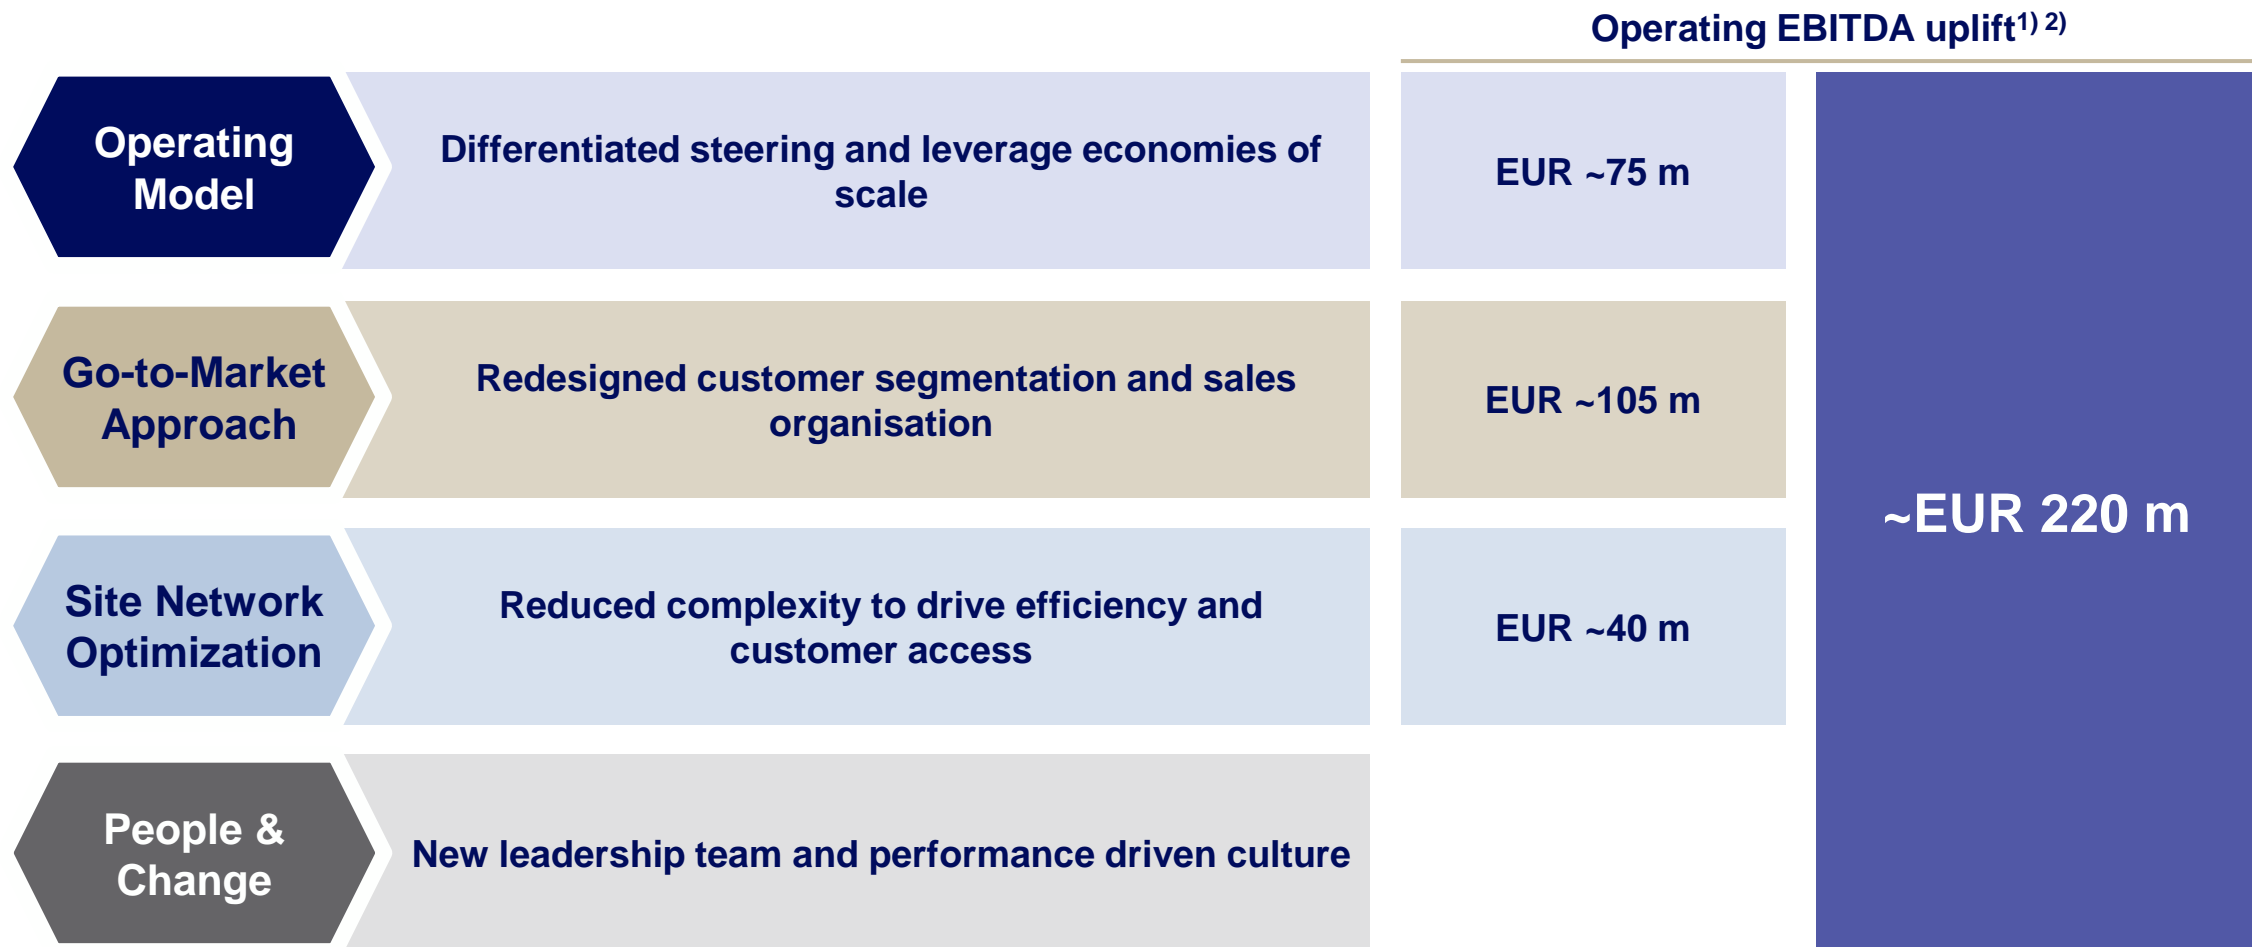 Operating EBITDA uplift1) 2)
Operating
Model
Differentiated steering and leverage economies of
scale
EUR ~75 m
Go-to-Market
Approach
Redesigned customer segmentation and sales
organisation
EUR ~105 m
~EUR 220 m
Site Network
Optimization
Reduced complexity to drive efficiency and
customer access
EUR ~40 m
People &
Change
New leadership team and performance driven culture